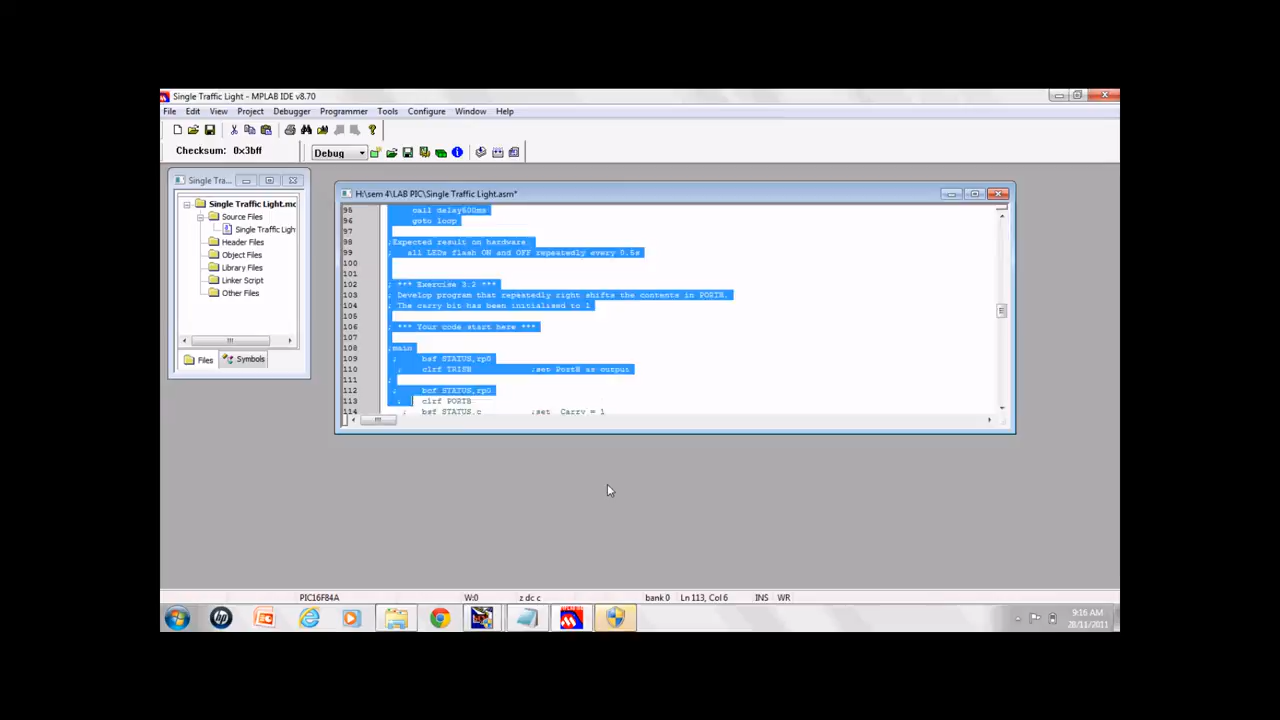 Single Traffic Light - MPLAB IDE v8.70
File Edit View Project Debugger Programmer Tools Configure Window Help
Checksum: 0x3bff
Debug
Single Tra...
Single Traffic Light.mc
Source Files
Single Traffic Ligh
Header Files
Object Files
Library Files
Linker Script
Other Files
Files Symbols
H:\sem 4\LAB PIC\Single Traffic Light.asm*
95 call delay600ms
96 goto loop
97
98 ;Expected result on hardware
99 ; all LEDs flash ON and OFF repeatedly every 0.6s
100
101
102 ; *** Exercise 3.2 ***
103 ; Develop program that repeatedly right shifts the contents in PORTB.
104 ; The carry bit has been initialised to 1
105
106 ; *** Your code start here ***
107
108 ;main
109 ; bsf STATUS,rp0
110 ; clrf TRISB ;set PortB as output
111 ;
112 ; bcf STATUS,rp0
113 ; clrf PORTB
114 ; bsf STATUS,c ;set Carry = 1
PIC16F84A W:0 z dc c bank0 Ln 113, Col 6 INS WR
9:16 AM
28/11/2011